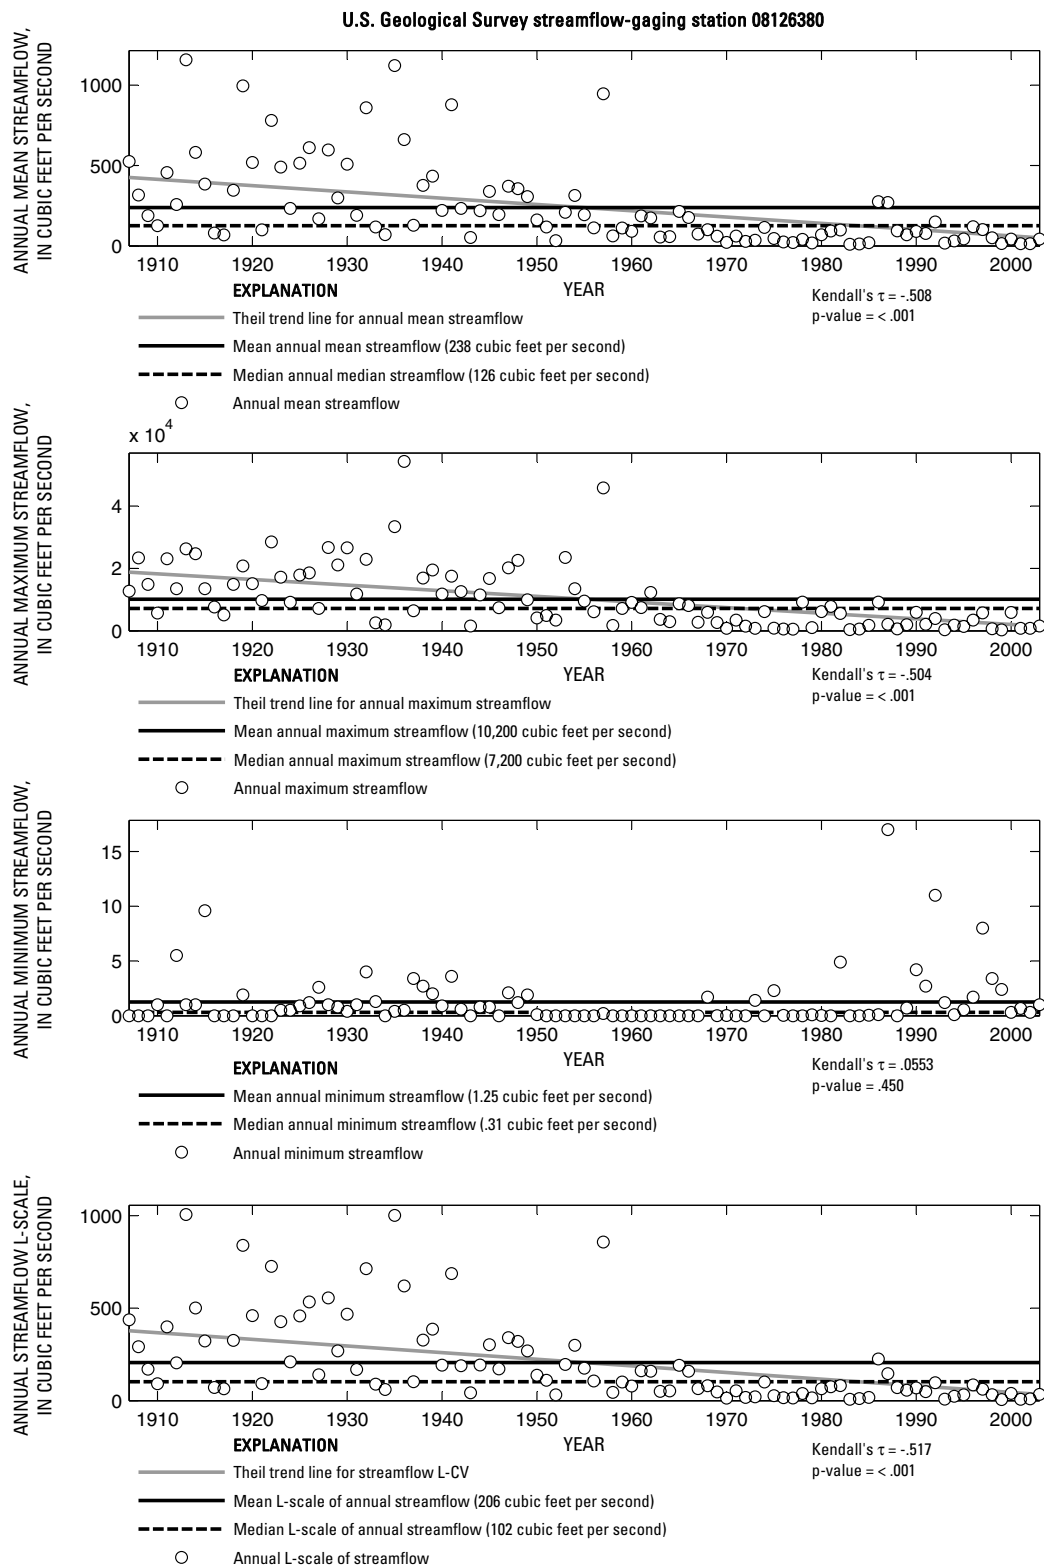 U.S. Geological Survey streamflow-gaging station 08126380
ANNUAL MEAN STREAMFLOW,
IN CUBIC FEET PER SECOND
1000
500
0
1910 1920 1930 1940 1950 1960 1970 1980 1990 2000
YEAR
EXPLANATION
Theil trend line for annual mean streamflow
Mean annual mean streamflow (238 cubic feet per second)
Median annual median streamflow (126 cubic feet per second)
Annual mean streamflow
Kendall's τ = -.508
p-value = < .001
ANNUAL MAXIMUM STREAMFLOW,
IN CUBIC FEET PER SECOND
x 10^4
4
2
0
1910 1920 1930 1940 1950 1960 1970 1980 1990 2000
YEAR
EXPLANATION
Theil trend line for annual maximum streamflow
Mean annual maximum streamflow (10,200 cubic feet per second)
Median annual maximum streamflow (7,200 cubic feet per second)
Annual maximum streamflow
Kendall's τ = -.504
p-value = < .001
ANNUAL MINIMUM STREAMFLOW,
IN CUBIC FEET PER SECOND
15
10
5
0
1910 1920 1930 1940 1950 1960 1970 1980 1990 2000
YEAR
EXPLANATION
Mean annual minimum streamflow (1.25 cubic feet per second)
Median annual minimum streamflow (.31 cubic feet per second)
Annual minimum streamflow
Kendall's τ = .0553
p-value = .450
ANNUAL STREAMFLOW L-SCALE,
IN CUBIC FEET PER SECOND
1000
500
0
1910 1920 1930 1940 1950 1960 1970 1980 1990 2000
YEAR
EXPLANATION
Theil trend line for streamflow L-CV
Mean L-scale of annual streamflow (206 cubic feet per second)
Median L-scale of annual streamflow (102 cubic feet per second)
Annual L-scale of streamflow
Kendall's τ = -.517
p-value = < .001